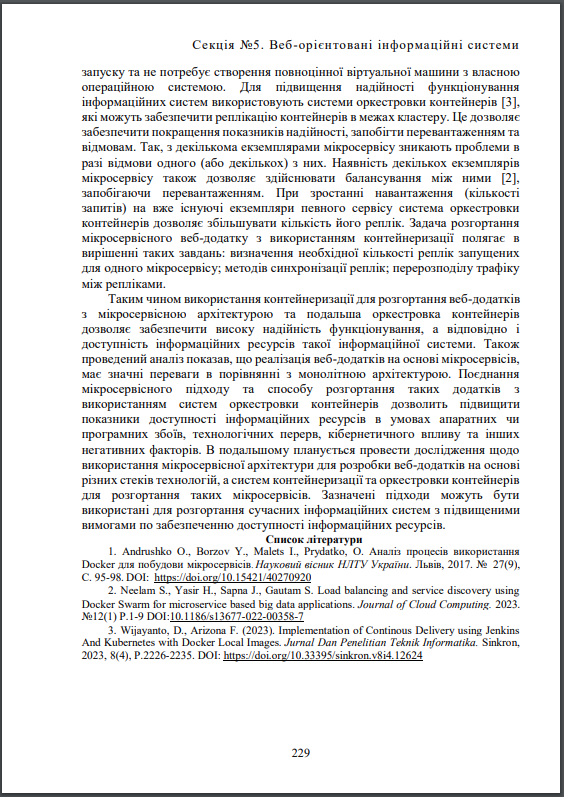 Секція №5. Веб-орієнтовані інформаційні системи
запуску та не потребує створення повноцінної віртуальної машини з власною
операційною системою. Для підвищення надійності функціонування
інформаційних систем використовують системи оркестровки контейнерів [3],
які можуть забезпечити реплікацію контейнерів в межах кластеру. Це дозволяє
забезпечити покращення показників надійності, запобігти перевантаженням та
відмовам. Так, з декількома екземплярами мікросервісу зникають проблеми в
разі відмови одного (або декількох) з них. Наявність декількох екземплярів
мікросервісу також дозволяє здійснювати балансування між ними [2],
запобігаючи перевантаженням. При зростанні навантаження (кількості
запитів) на вже існуючі екземпляри певного сервісу система оркестровки
контейнерів дозволяє збільшувати кількість його реплік. Задача розгортання
мікросервісного веб-додатку з використанням контейнеризації полягає в
вирішенні таких завдань: визначення необхідної кількості реплік запущених
для одного мікросервісу; методів синхронізації реплік; перерозподілу трафіку
між репліками.
Таким чином використання контейнеризації для розгортання веб-додатків
з мікросервісною архітектурою та подальша оркестровка контейнерів
дозволяє забезпечити високу надійність функціонування, а відповідно і
доступність інформаційних ресурсів такої інформаційної системи. Також
проведений аналіз показав, що реалізація веб-додатків на основі мікросервісів,
має значні переваги в порівнянні з монолітною архітектурою. Поєднання
мікросервісного підходу та способу розгортання таких додатків з
використанням систем оркестровки контейнерів дозволить підвищити
показники доступності інформаційних ресурсів в умовах апаратних чи
програмних збоїв, технологічних перерв, кібернетичного впливу та інших
негативних факторів. В подальшому планується провести дослідження щодо
використання мікросервісної архітектури для розробки веб-додатків на основі
різних стеків технологій, а систем контейнеризації та оркестровки контейнерів
для розгортання таких мікросервісів. Зазначені підходи можуть бути
використані для розгортання сучасних інформаційних систем з підвищеними
вимогами по забезпеченню доступності інформаційних ресурсів.
Список літератури
1. Andrushko O., Borzov Y., Malets I., Prydatko, O. Аналіз процесів використання
Docker для побудови мікросервісів. Науковий вісник НЛТУ України. Львів, 2017. № 27(9),
С. 95-98. DOI: https://doi.org/10.15421/40270920
2. Neelam S., Yasir H., Sapna J., Gautam S. Load balancing and service discovery using
Docker Swarm for microservice based big data applications. Journal of Cloud Computing. 2023.
№12(1) P.1-9 DOI:10.1186/s13677-022-00358-7
3. Wijayanto, D., Arizona F. (2023). Implementation of Continous Delivery using Jenkins
And Kubernetes with Docker Local Images. Jurnal Dan Penelitian Teknik Informatika. Sinkron,
2023, 8(4), P.2226-2235. DOI: https://doi.org/10.33395/sinkron.v8i4.12624
229